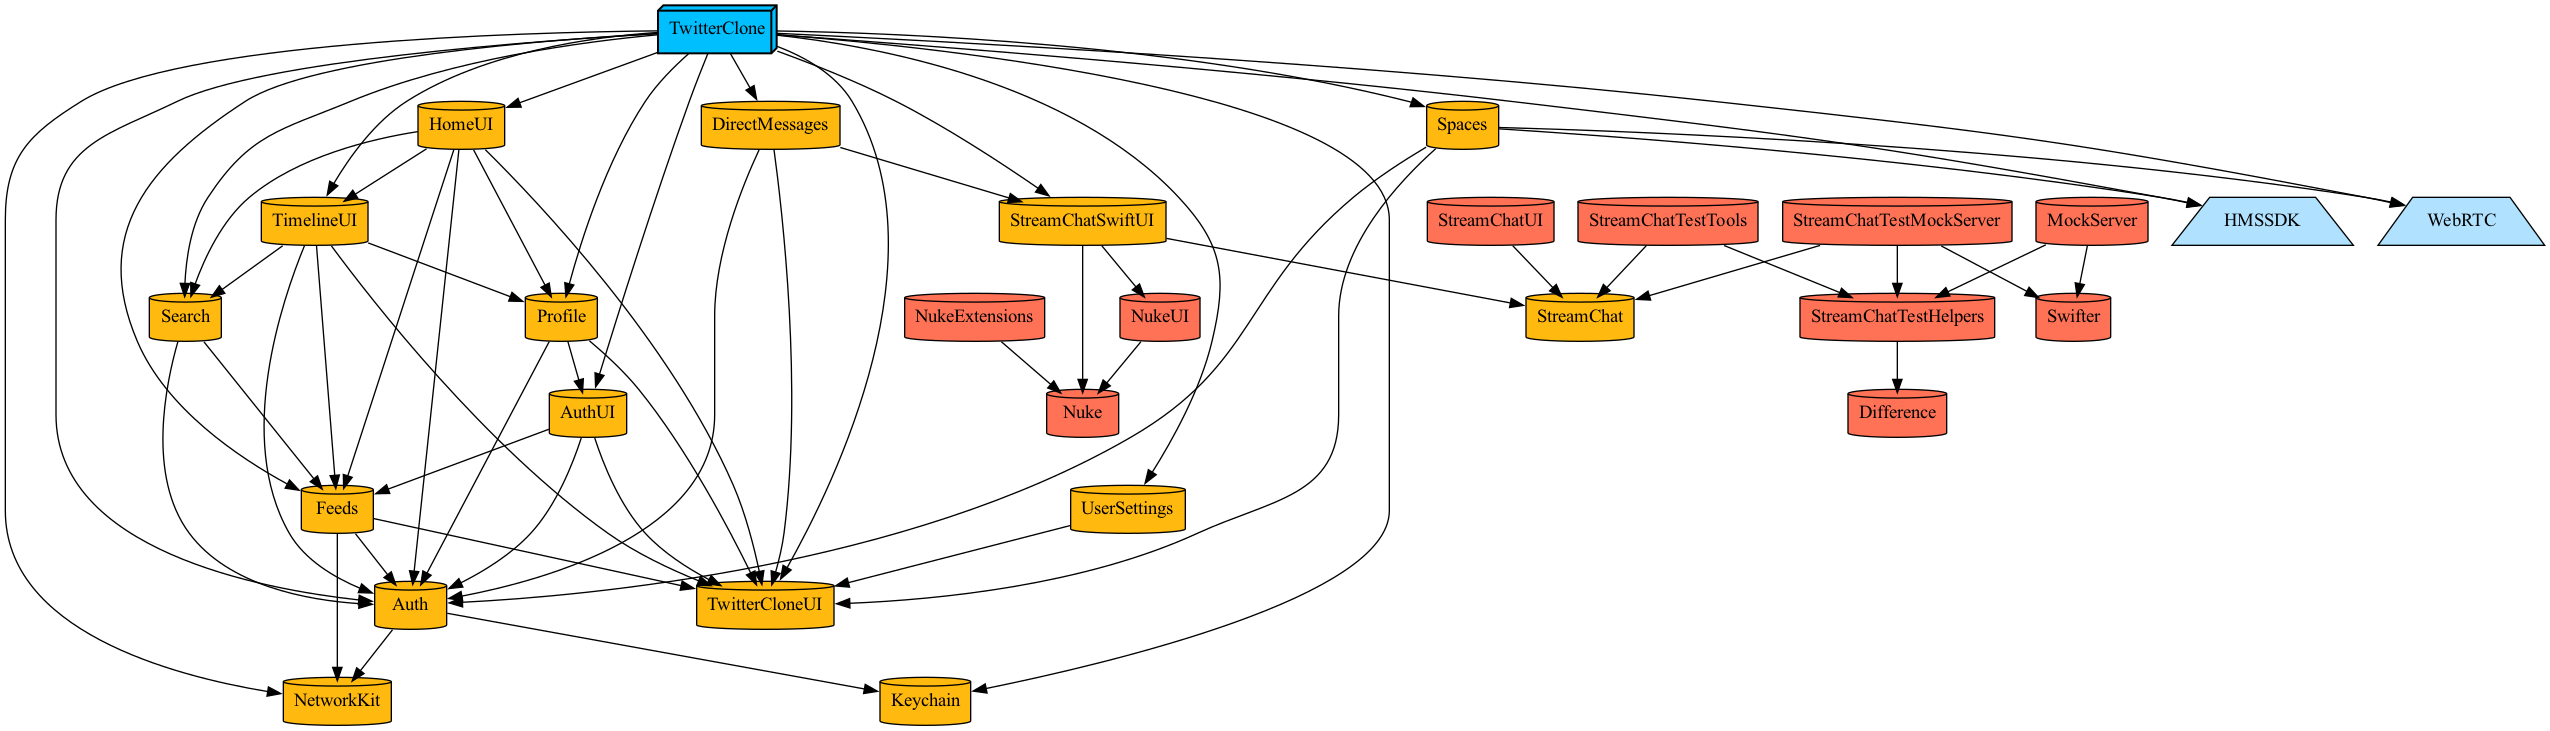 TwitterClone
HomeUI
DirectMessages
Spaces
TimelineUI
StreamChatSwiftUI
StreamChatUI
StreamChatTestTools
StreamChatTestMockServer
MockServer
HMSSDK
WebRTC
Search
Profile
NukeExtensions
NukeUI
StreamChat
StreamChatTestHelpers
Swifter
AuthUI
Nuke
Difference
Feeds
UserSettings
Auth
TwitterCloneUI
NetworkKit
Keychain